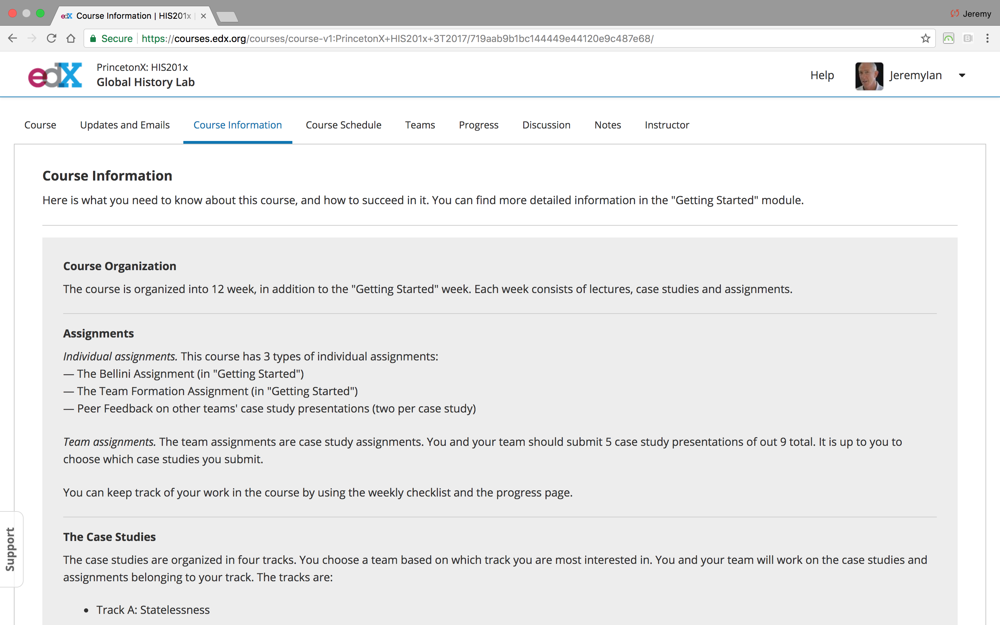 edX Course Information | HIS201x
Jeremy
Secure https://courses.edx.org/courses/course-v1:PrincetonX+HIS201x+3T2017/719aab9b1bc144449e44120e9c487e68/
edX
PrincetonX: HIS201x
Global History Lab
Help
JeremyIan
Course Updates and Emails Course Information Course Schedule Teams Progress Discussion Notes Instructor
Course Information
Here is what you need to know about this course, and how to succeed in it. You can find more detailed information in the "Getting Started" module.
Course Organization
The course is organized into 12 week, in addition to the "Getting Started" week. Each week consists of lectures, case studies and assignments.
Assignments
Individual assignments. This course has 3 types of individual assignments:
— The Bellini Assignment (in "Getting Started")
— The Team Formation Assignment (in "Getting Started")
— Peer Feedback on other teams' case study presentations (two per case study)
Team assignments. The team assignments are case study assignments. You and your team should submit 5 case study presentations of out 9 total. It is up to you to
choose which case studies you submit.
You can keep track of your work in the course by using the weekly checklist and the progress page.
Support
The Case Studies
The case studies are organized in four tracks. You choose a team based on which track you are most interested in. You and your team will work on the case studies and
assignments belonging to your track. The tracks are:
• Track A: Statelessness